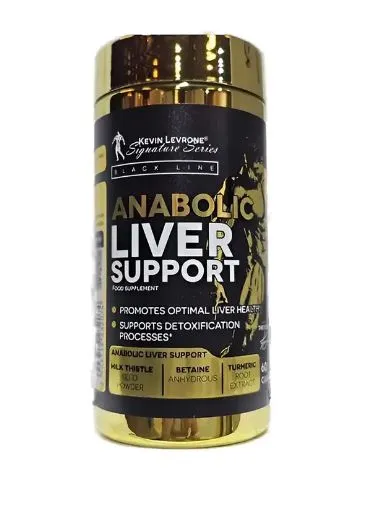 KEVIN LEVRONE®
Signature Series
BLACK LINE
ANABOLIC
LIVER
SUPPORT
FOOD SUPPLEMENT
• PROMOTES OPTIMAL LIVER HEALTH*
• SUPPORTS DETOXIFICATION
PROCESSES*
ANABOLIC LIVER SUPPORT
MILK THISTLE
SEED
POWDER
BETAINE
ANHYDROUS
TURMERIC
ROOT
EXTRACT